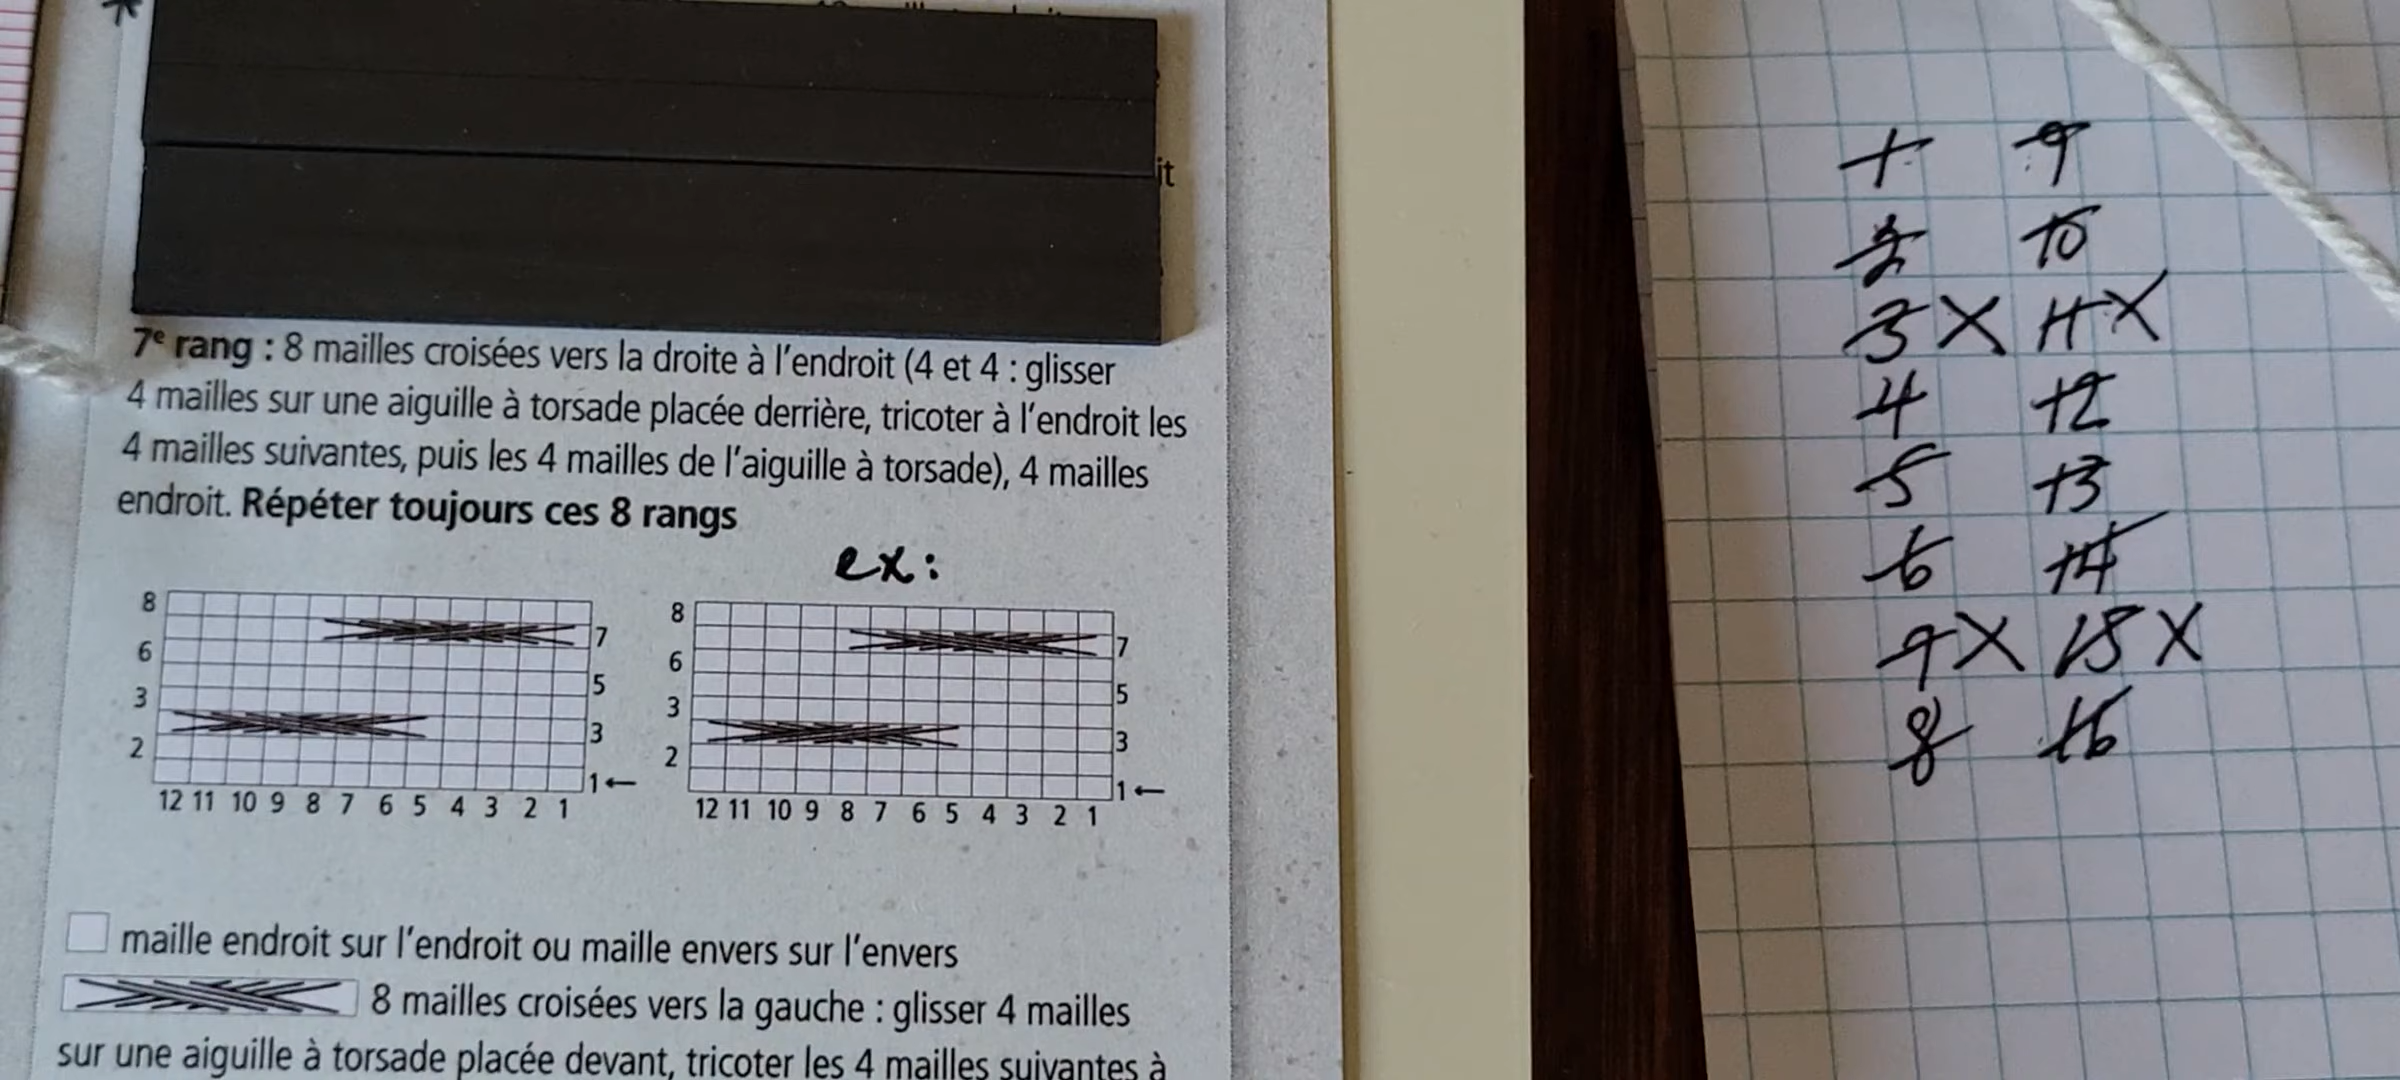 it
7e rang : 8 mailles croisées vers la droite à l'endroit (4 et 4 : glisser
4 mailles sur une aiguille à torsade placée derrière, tricoter à l'endroit les
4 mailles suivantes, puis les 4 mailles de l'aiguille à torsade), 4 mailles
endroit. Répéter toujours ces 8 rangs
ex:
8
7
6
5
3
3
2
1←
12 11 10 9 8 7 6 5 4 3 2 1
8
7
6
5
3
3
2
1←
12 11 10 9 8 7 6 5 4 3 2 1
maille endroit sur l'endroit ou maille envers sur l'envers
8 mailles croisées vers la gauche : glisser 4 mailles
sur une aiguille à torsade placée devant, tricoter les 4 mailles suivantes à
1 9
2 10
3 X 11 X
4 12
5 13
6 14
7 X 15 X
8 16